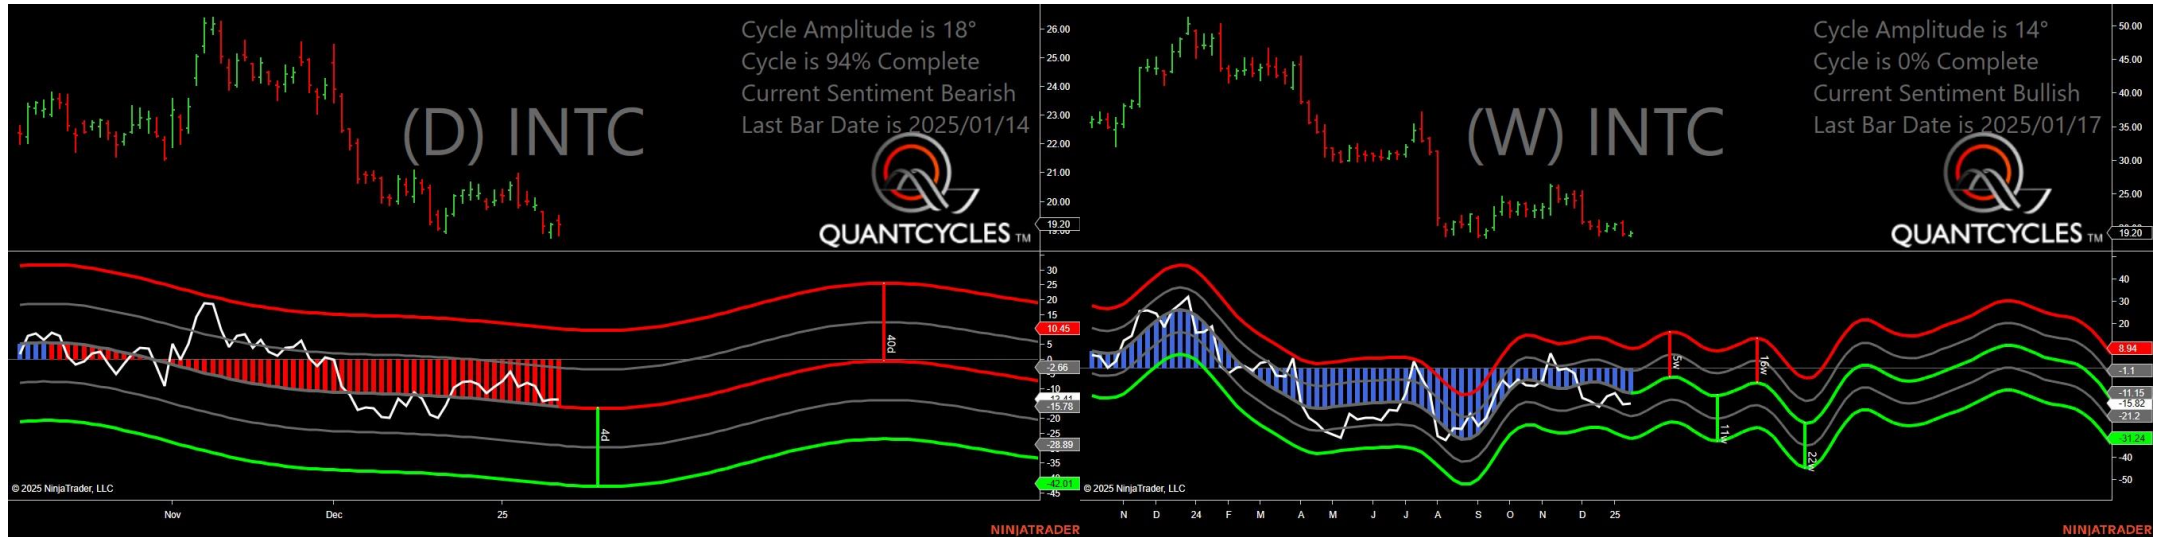 Cycle Amplitude is 18°
Cycle is 94% Complete
Current Sentiment Bearish
Last Bar Date is 2025/01/14
(D) INTC
QUANTCYCLES TM
26.00
25.00
24.00
23.00
22.00
21.00
20.00
19.20
30
25
20
15
10.45
5
0
-2.66
-10
-15.78
-20
-25
-28.89
-35
-42.01
-45
40d
4d
© 2025 NinjaTrader, LLC
Nov
Dec
25
NINJATRADER
Cycle Amplitude is 14°
Cycle is 0% Complete
Current Sentiment Bullish
Last Bar Date is 2025/01/17
(W) INTC
QUANTCYCLES TM
50.00
45.00
40.00
35.00
30.00
25.00
19.20
40
30
20
8.94
-1.1
-11.15
-15.82
-21.2
-31.24
-40
-50
5w
16w
11w
22w
© 2025 NinjaTrader, LLC
N D 24 F M A M J J A S O N D 25
NINJATRADER